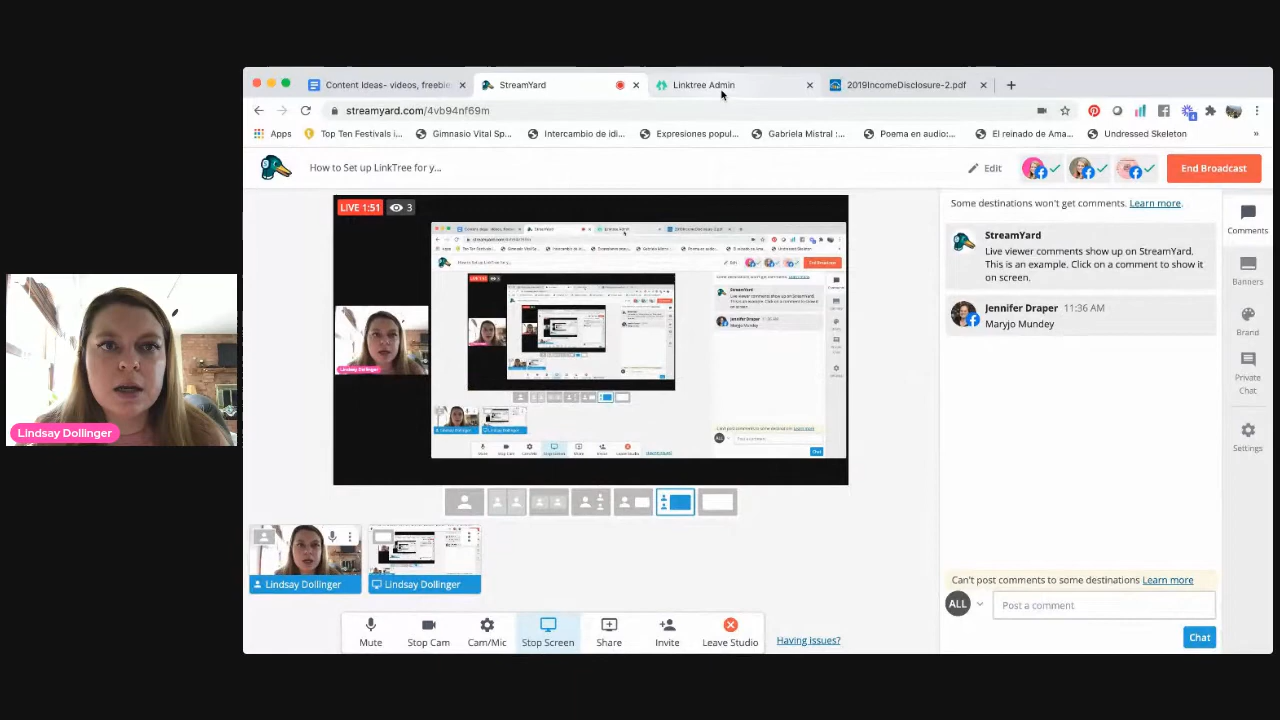 Content Ideas- videos, freebie
StreamYard
Linktree Admin
2019IncomeDisclosure-2.pdf
streamyard.com/4vb94nf69m
4
Apps
Top Ten Festivals i...
Gimnasio Vital Sp...
Intercambio de idi...
Expresiones popul...
Gabriela Mistral :...
Poema en audio:...
El reinado de Ama...
Undressed Skeleton
»
How to Set up LinkTree for y...
Edit
End Broadcast
LIVE 1:51
3
Some destinations won't get comments. Learn more.
StreamYard
Live viewer comments show up on StreamYard.
This is an example. Click on a comment to show it
on screen.
Jennifer Draper 11:36 AM
Maryjo Mundey
Comments
Banners
Brand
Private
Chat
Settings
Lindsay Dollinger
Lindsay Dollinger
Lindsay Dollinger
Lindsay Dollinger
Can't post comments to some destinations Learn more
ALL
Post a comment
Chat
Mute
Stop Cam
Cam/Mic
Stop Screen
Share
Invite
Leave Studio
Having issues?